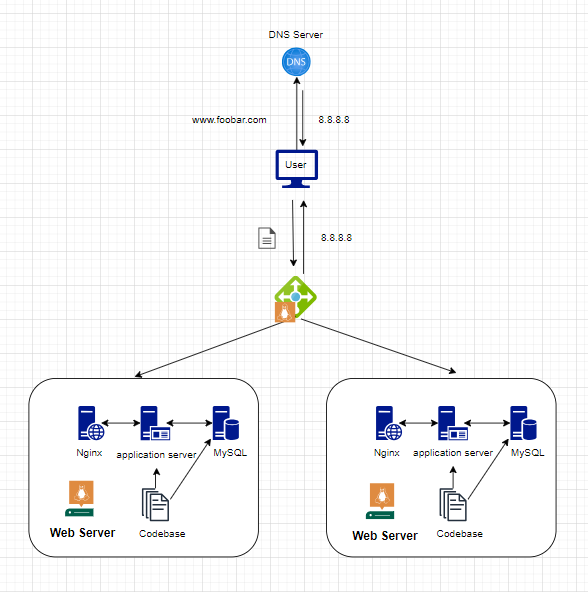 DNS Server
DNS
www.foobar.com
8.8.8.8
User
8.8.8.8
Nginx
application server
MySQL
Web Server
Codebase
Nginx
application server
MySQL
Web Server
Codebase